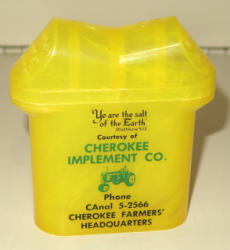 "Ye are the salt
of the Earth"
Matthew 5:13
Courtesy of
CHEROKEE
IMPLEMENT CO.
Phone
CAnal 5-2566
CHEROKEE FARMERS'
HEADQUARTERS